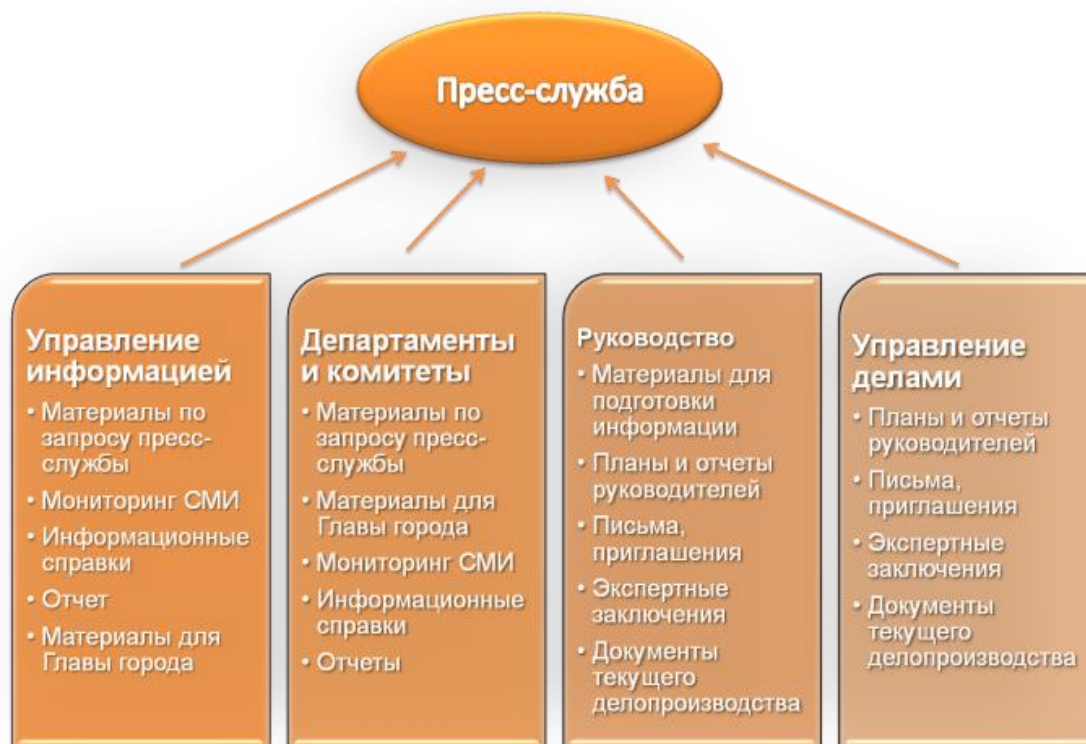 Пресс-служба
Управление
информацией
• Материалы по
запросу пресс-
службы
• Мониторинг СМИ
• Информационные
справки
• Отчет
• Материалы для
Главы города
Департаменты
и комитеты
• Материалы по
запросу пресс-
службы
• Материалы для
Главы города
• Мониторинг СМИ
• Информационные
справки
• Отчеты
Руководство
• Материалы для
подготовки
информации
• Планы и отчеты
руководителей
• Письма,
приглашения
• Экспертные
заключения
• Документы
текущего
делопроизводства
Управление
делами
• Планы и отчеты
руководителей
• Письма,
приглашения
• Экспертные
заключения
• Документы
текущего
делопроизводства